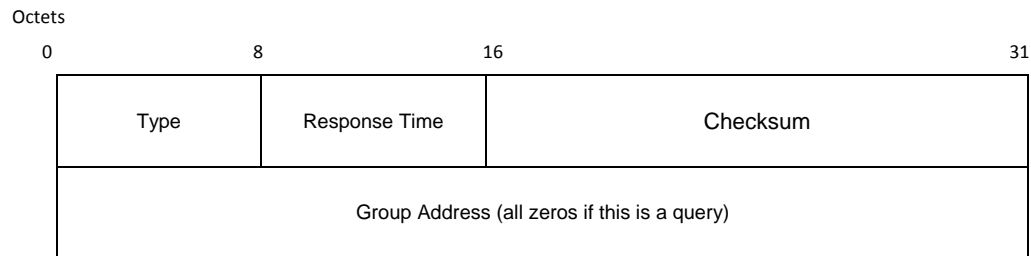 Octets
0 8 16 31
Type Response Time Checksum
Group Address (all zeros if this is a query)